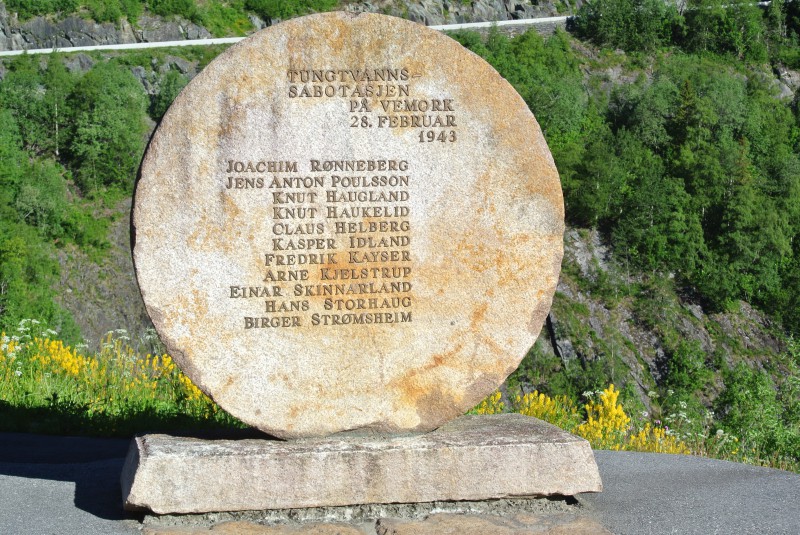 TUNGTVANNS-
SABOTASJEN
PÅ VEMORK
28. FEBRUAR
1943
JOACHIM RØNNEBERG
JENS ANTON POULSSON
KNUT HAUGLAND
KNUT HAUKELID
CLAUS HELBERG
KASPER IDLAND
FREDRIK KAYSER
ARNE KJELSTRUP
EINAR SKINNARLAND
HANS STORHAUG
BIRGER STRØMSHEIM